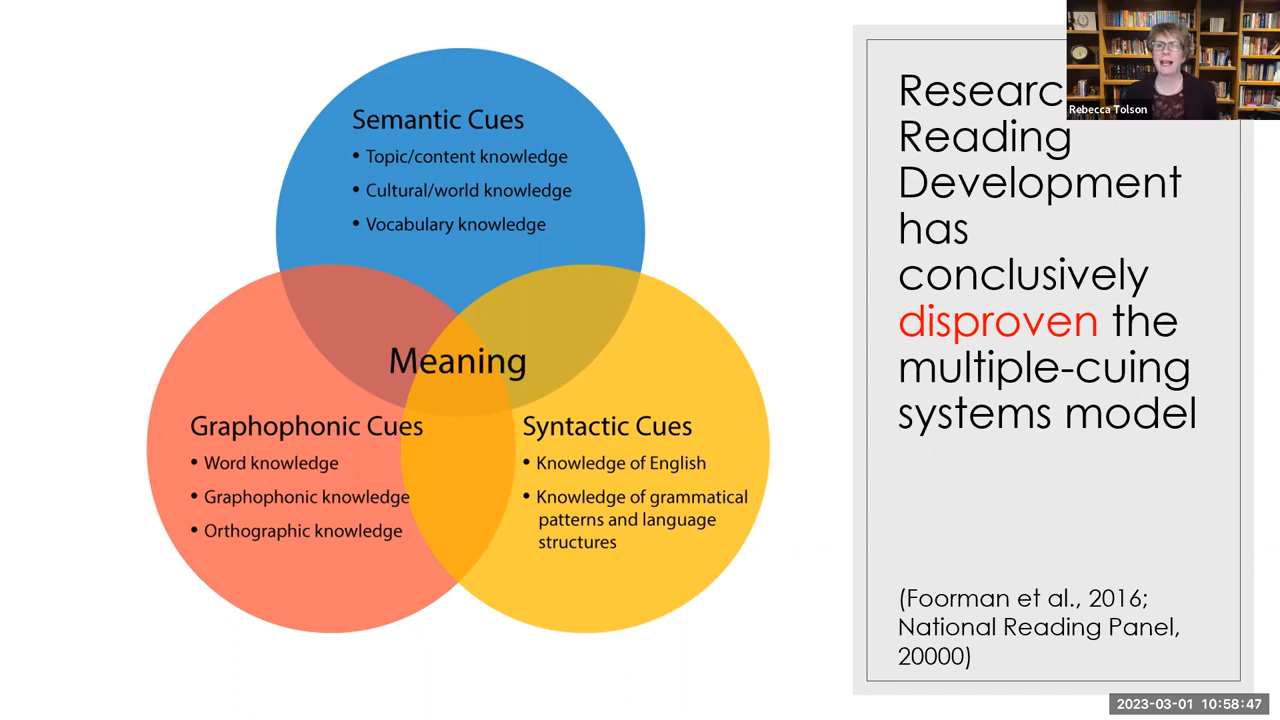 Semantic Cues
• Topic/content knowledge
• Cultural/world knowledge
• Vocabulary knowledge
Meaning
Graphophonic Cues
• Word knowledge
• Graphophonic knowledge
• Orthographic knowledge
Syntactic Cues
• Knowledge of English
• Knowledge of grammatical
patterns and language
structures
Reading
Development
has
conclusively
disproven the
multiple-cuing
systems model
(Foorman et al., 2016;
National Reading Panel,
20000)
Rebecca Tolson
2023-03-01 10:58:47